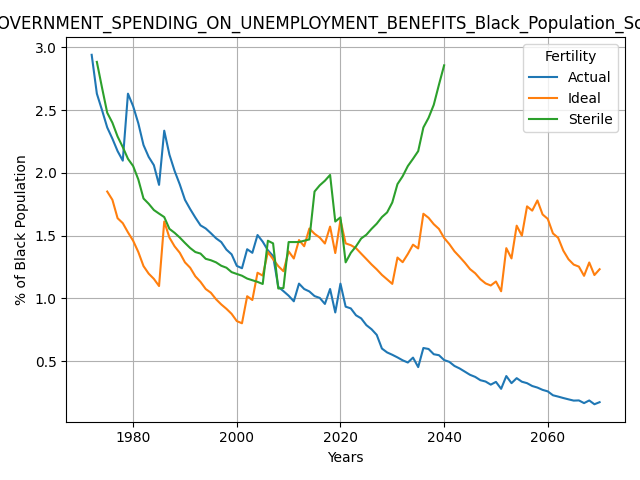 OVERNMENT_SPENDING_ON_UNEMPLOYMENT_BENEFITS_Black_Population_So
3.0
2.5
2.0
1.5
1.0
0.5
% of Black Population
Fertility
Actual
Ideal
Sterile
1980 2000 2020 2040 2060
Years